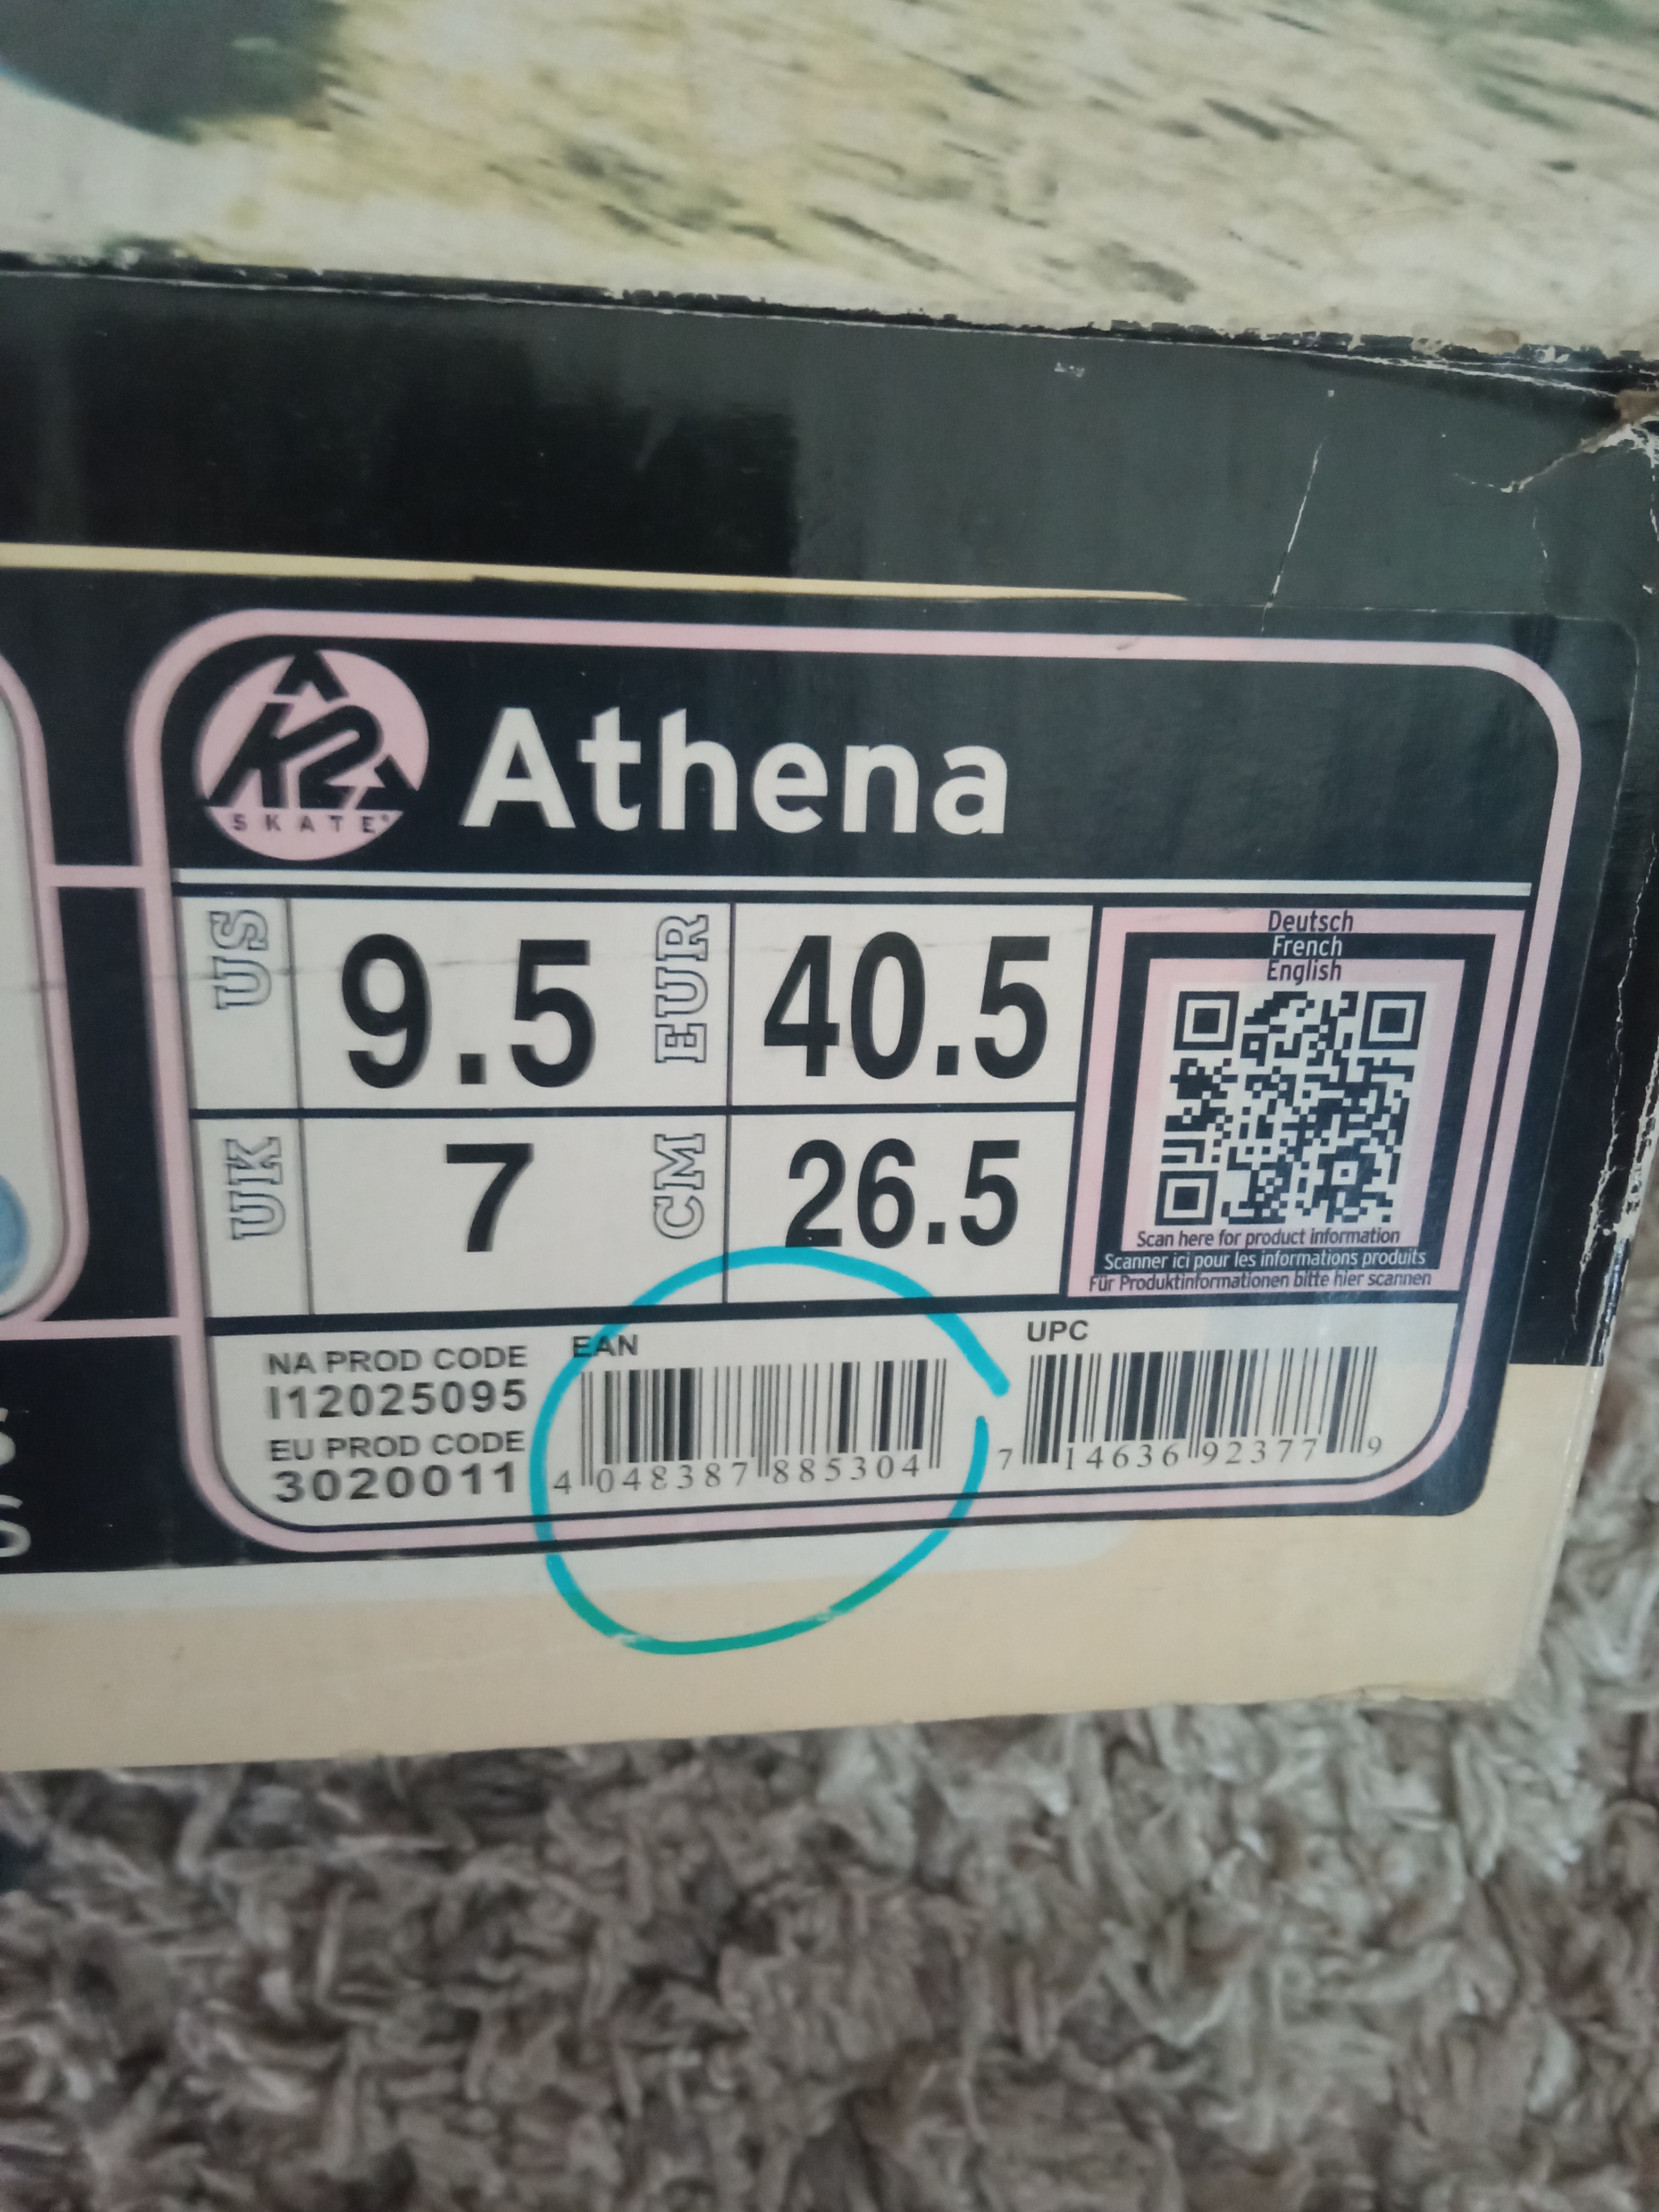 K2
SKATE
Athena
US 9.5 EUR 40.5
UK 7 CM 26.5
Deutsch
French
English
Scan here for product information
Scanner ici pour les informations produits
Für Produktinformationen bitte hier scannen
NA PROD CODE
I12025095
EU PROD CODE
3020011
EAN
4 048387 885304
UPC
7 14636 92377 9